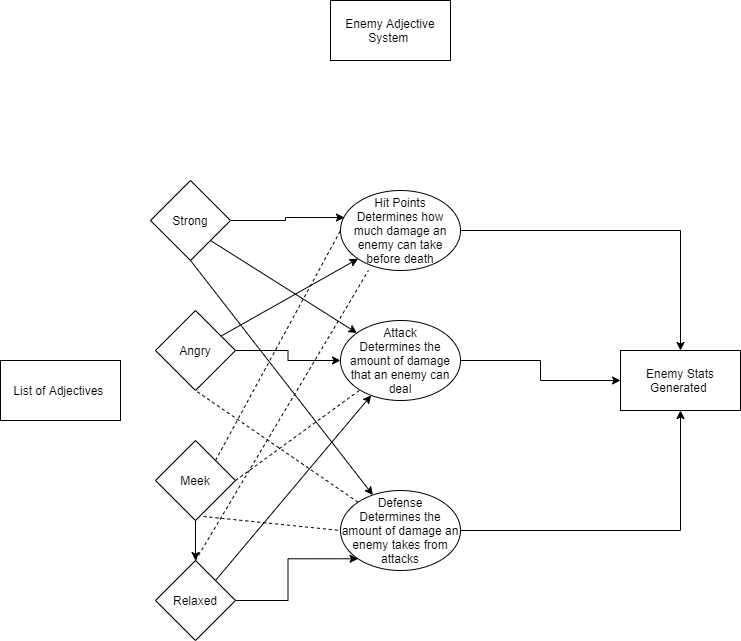 Enemy Adjective
System
Strong
Hit Points
Determines how
much damage an
enemy can take
before death
Angry
Attack
Determines the
amount of damage
that an enemy can
deal
Enemy Stats
Generated
List of Adjectives
Meek
Defense
Determines the
amount of damage an
enemy takes from
attacks
Relaxed